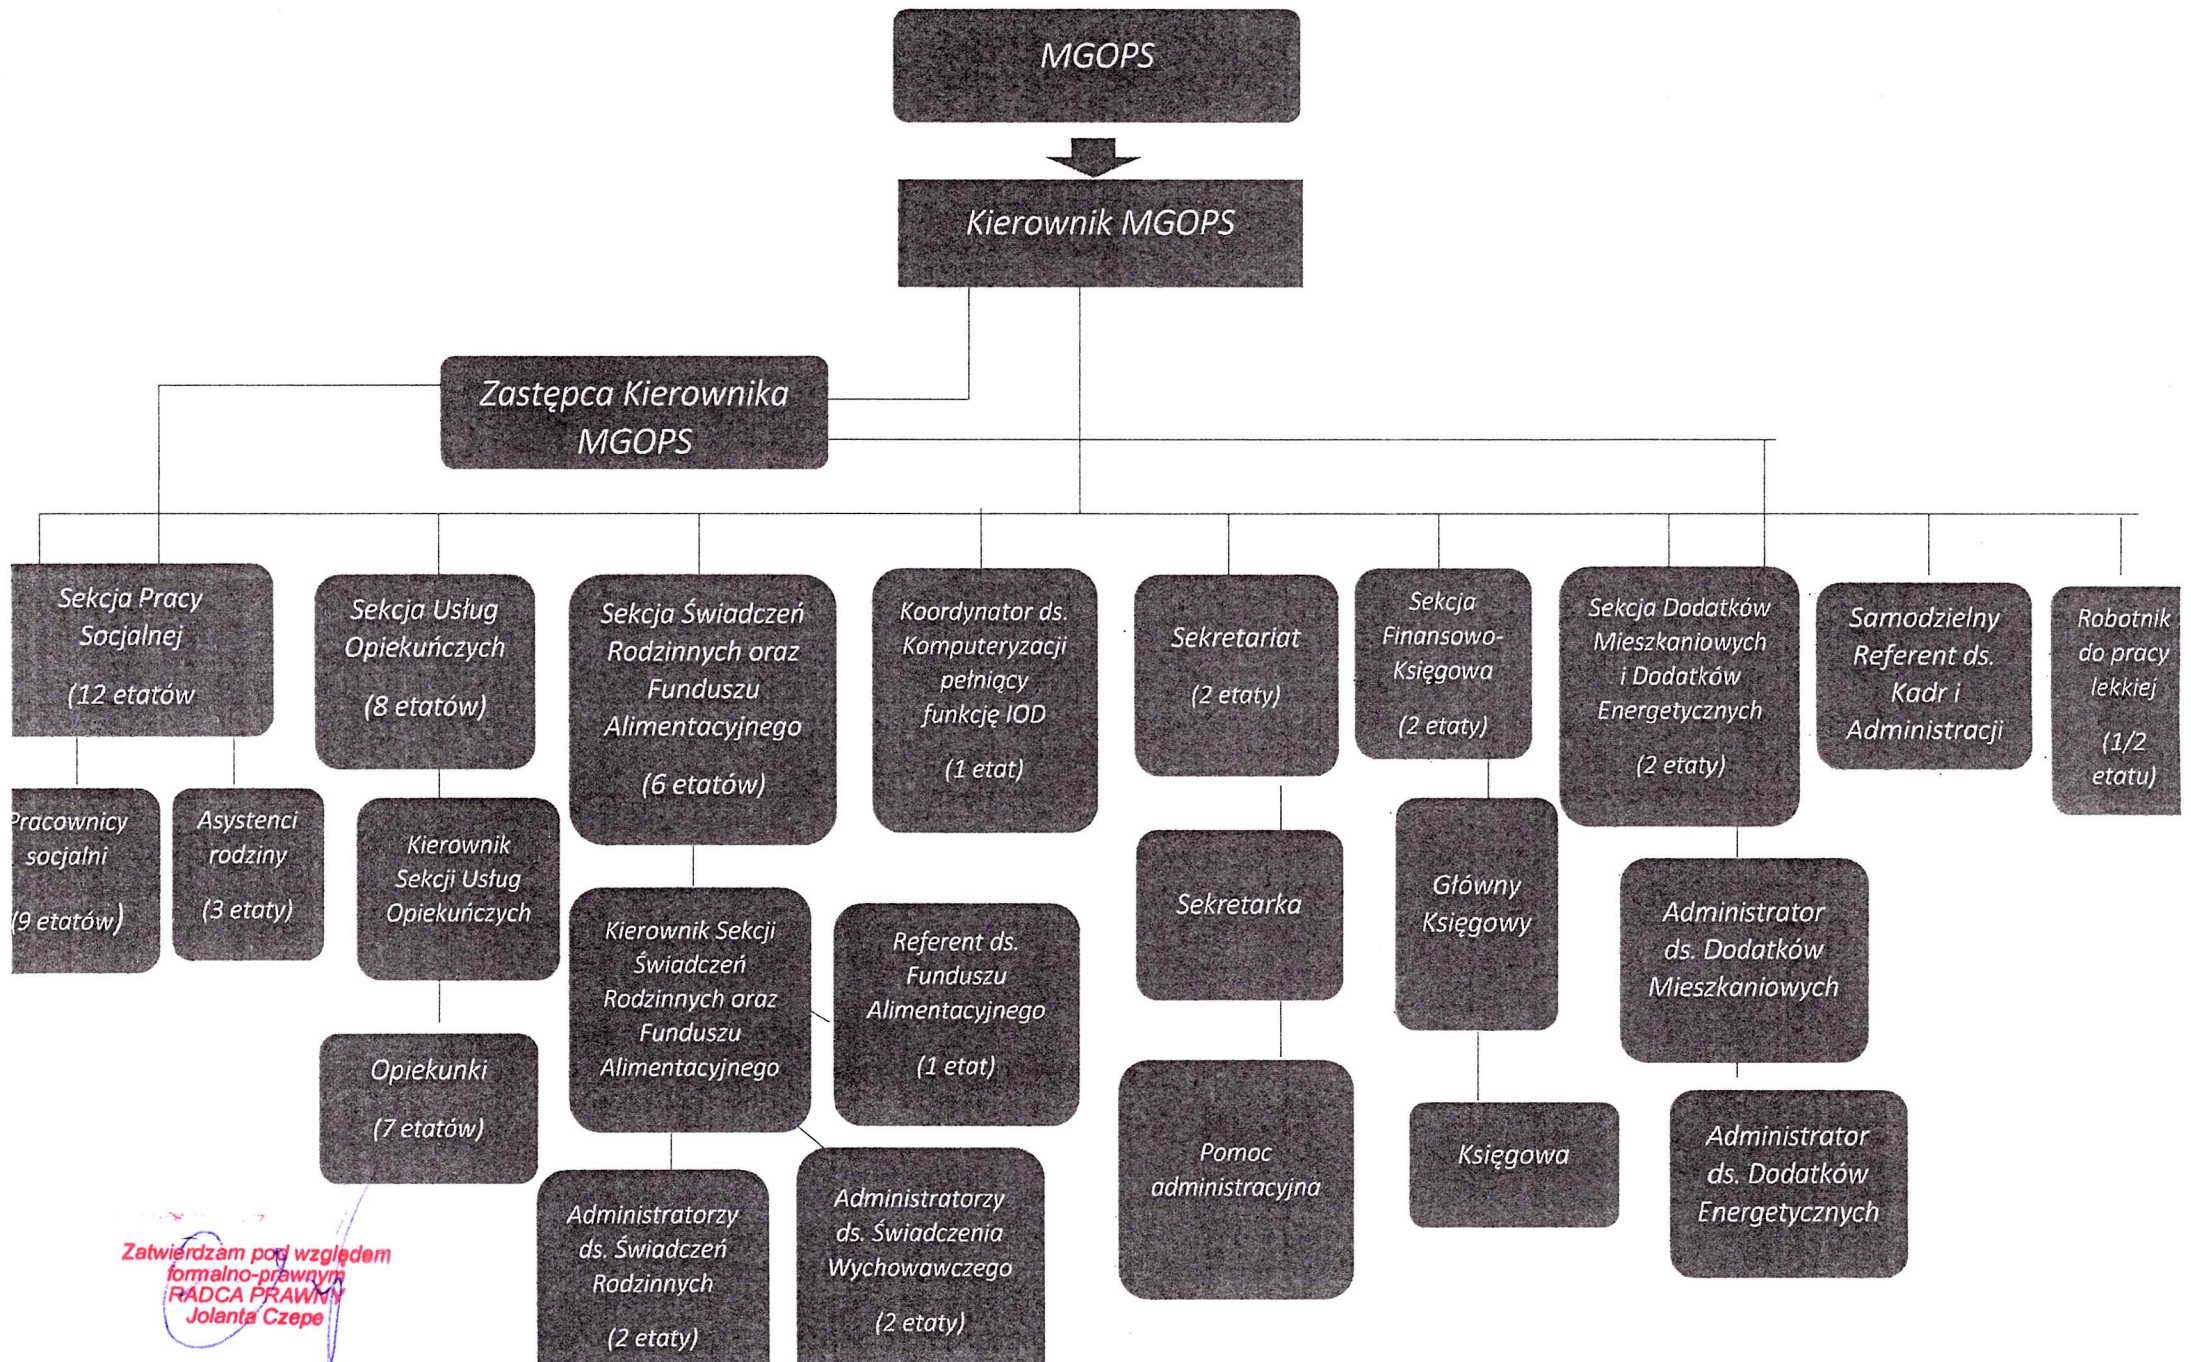 MGOPS
Kierownik MGOPS
Zastępca Kierownika
MGOPS
Sekcja Pracy
Socjalnej
(12 etatów
Sekcja Usług
Opiekuńczych
(8 etatów)
Sekcja Świadczeń
Rodzinnych oraz
Funduszu
Alimentacyjnego
(6 etatów)
Koordynator ds.
Komputeryzacji
pełniący
funkcję IOD
(1 etat)
Sekretariat
(2 etaty)
Sekcja
Finansowo-
Księgowa
(2 etaty)
Sekcja Dodatków
Mieszkaniowych
i Dodatków
Energetycznych
(2 etaty)
Samodzielny
Referent ds.
Kadr i
Administracji
Robotnik
do pracy
lekkiej
(1/2
etatu)
Pracownicy
socjalni
(9 etatów)
Asystenci
rodziny
(3 etaty)
Kierownik
Sekcji Usług
Opiekuńczych
Opiekunki
(7 etatów)
Kierownik Sekcji
Świadczeń
Rodzinnych oraz
Funduszu
Alimentacyjnego
Referent ds.
Funduszu
Alimentacyjnego
(1 etat)
Administratorzy
ds. Świadczeń
Rodzinnych
(2 etaty)
Administratorzy
ds. Świadczenia
Wychowawczego
(2 etaty)
Sekretarka
Pomoc
administracyjna
Główny
Księgowy
Księgowa
Administrator
ds. Dodatków
Mieszkaniowych
Administrator
ds. Dodatków
Energetycznych
Zatwierdzam pod względem
formalno-prawnym
RADCA PRAWNY
Jolanta Czepe